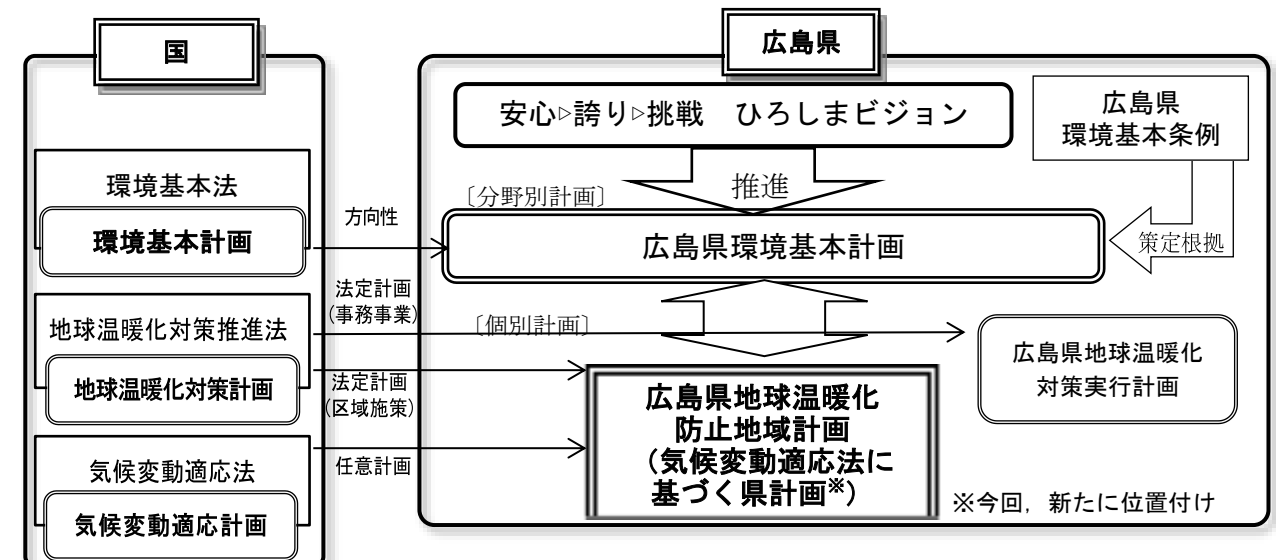 国
環境基本法
環境基本計画
地球温暖化対策推進法
地球温暖化対策計画
気候変動適応法
気候変動適応計画
方向性
法定計画
(事務事業)
法定計画
(区域施策)
任意計画
広島県
安心▷誇り▷挑戦　ひろしまビジョン
広島県
環境基本条例
推進
〔分野別計画〕
広島県環境基本計画
策定根拠
〔個別計画〕
広島県地球温暖化
対策実行計画
広島県地球温暖化
防止地域計画
（気候変動適応法に
基づく県計画※）
※今回，新たに位置付け